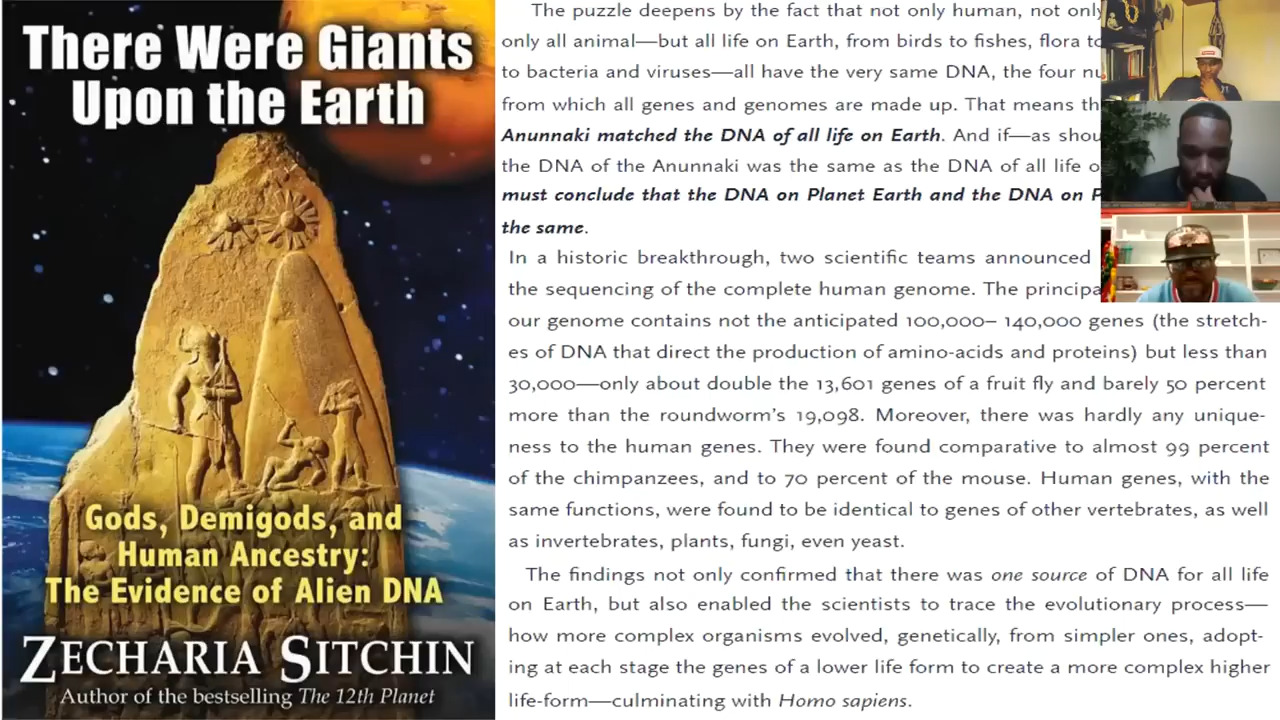 There Were Giants
Upon the Earth
Gods, Demigods, and
Human Ancestry:
The Evidence of Alien DNA
ZECHARIA SITCHIN
Author of the bestselling The 12th Planet
The puzzle deepens by the fact that not only human, not only
only all animal—but all life on Earth, from birds to fishes, flora to
to bacteria and viruses—all have the very same DNA, the four nu
from which all genes and genomes are made up. That means th
Anunnaki matched the DNA of all life on Earth. And if—as shou
the DNA of the Anunnaki was the same as the DNA of all life o
must conclude that the DNA on Planet Earth and the DNA on P
the same.
In a historic breakthrough, two scientific teams announced
the sequencing of the complete human genome. The principa
our genome contains not the anticipated 100,000– 140,000 genes (the stretch-
es of DNA that direct the production of amino-acids and proteins) but less than
30,000—only about double the 13,601 genes of a fruit fly and barely 50 percent
more than the roundworm's 19,098. Moreover, there was hardly any unique-
ness to the human genes. They were found comparative to almost 99 percent
of the chimpanzees, and to 70 percent of the mouse. Human genes, with the
same functions, were found to be identical to genes of other vertebrates, as well
as invertebrates, plants, fungi, even yeast.
The findings not only confirmed that there was one source of DNA for all life
on Earth, but also enabled the scientists to trace the evolutionary process—
how more complex organisms evolved, genetically, from simpler ones, adopt-
ing at each stage the genes of a lower life form to create a more complex higher
life-form—culminating with Homo sapiens.